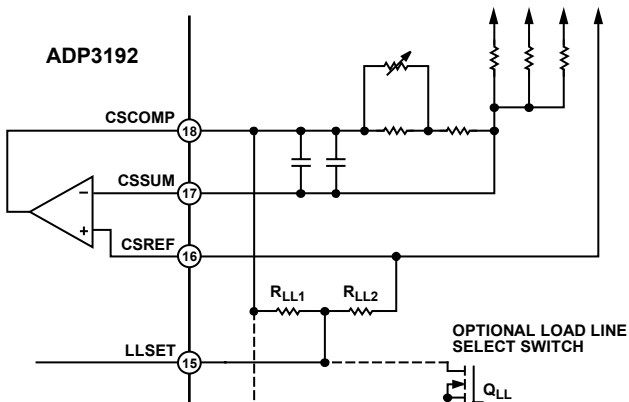 ADP3192
CSCOMP
18
CSSUM
17
CSREF
16
RLL1
RLL2
OPTIONAL LOAD LINE
SELECT SWITCH
LLSET
15
QLL